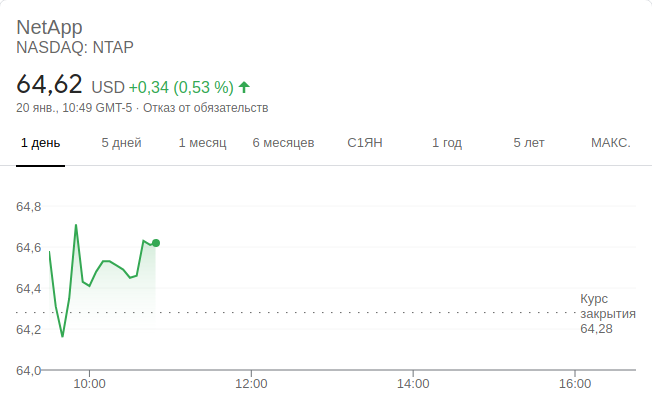 NetApp
NASDAQ: NTAP
64,62 USD +0,34 (0,53 %)
20 янв., 10:49 GMT-5 · Отказ от обязательств
1 день 5 дней 1 месяц 6 месяцев С1ЯН 1 год 5 лет МАКС.
64,8
64,6
64,4
64,2
64,0
Курс
закрытия
64,28
10:00 12:00 14:00 16:00